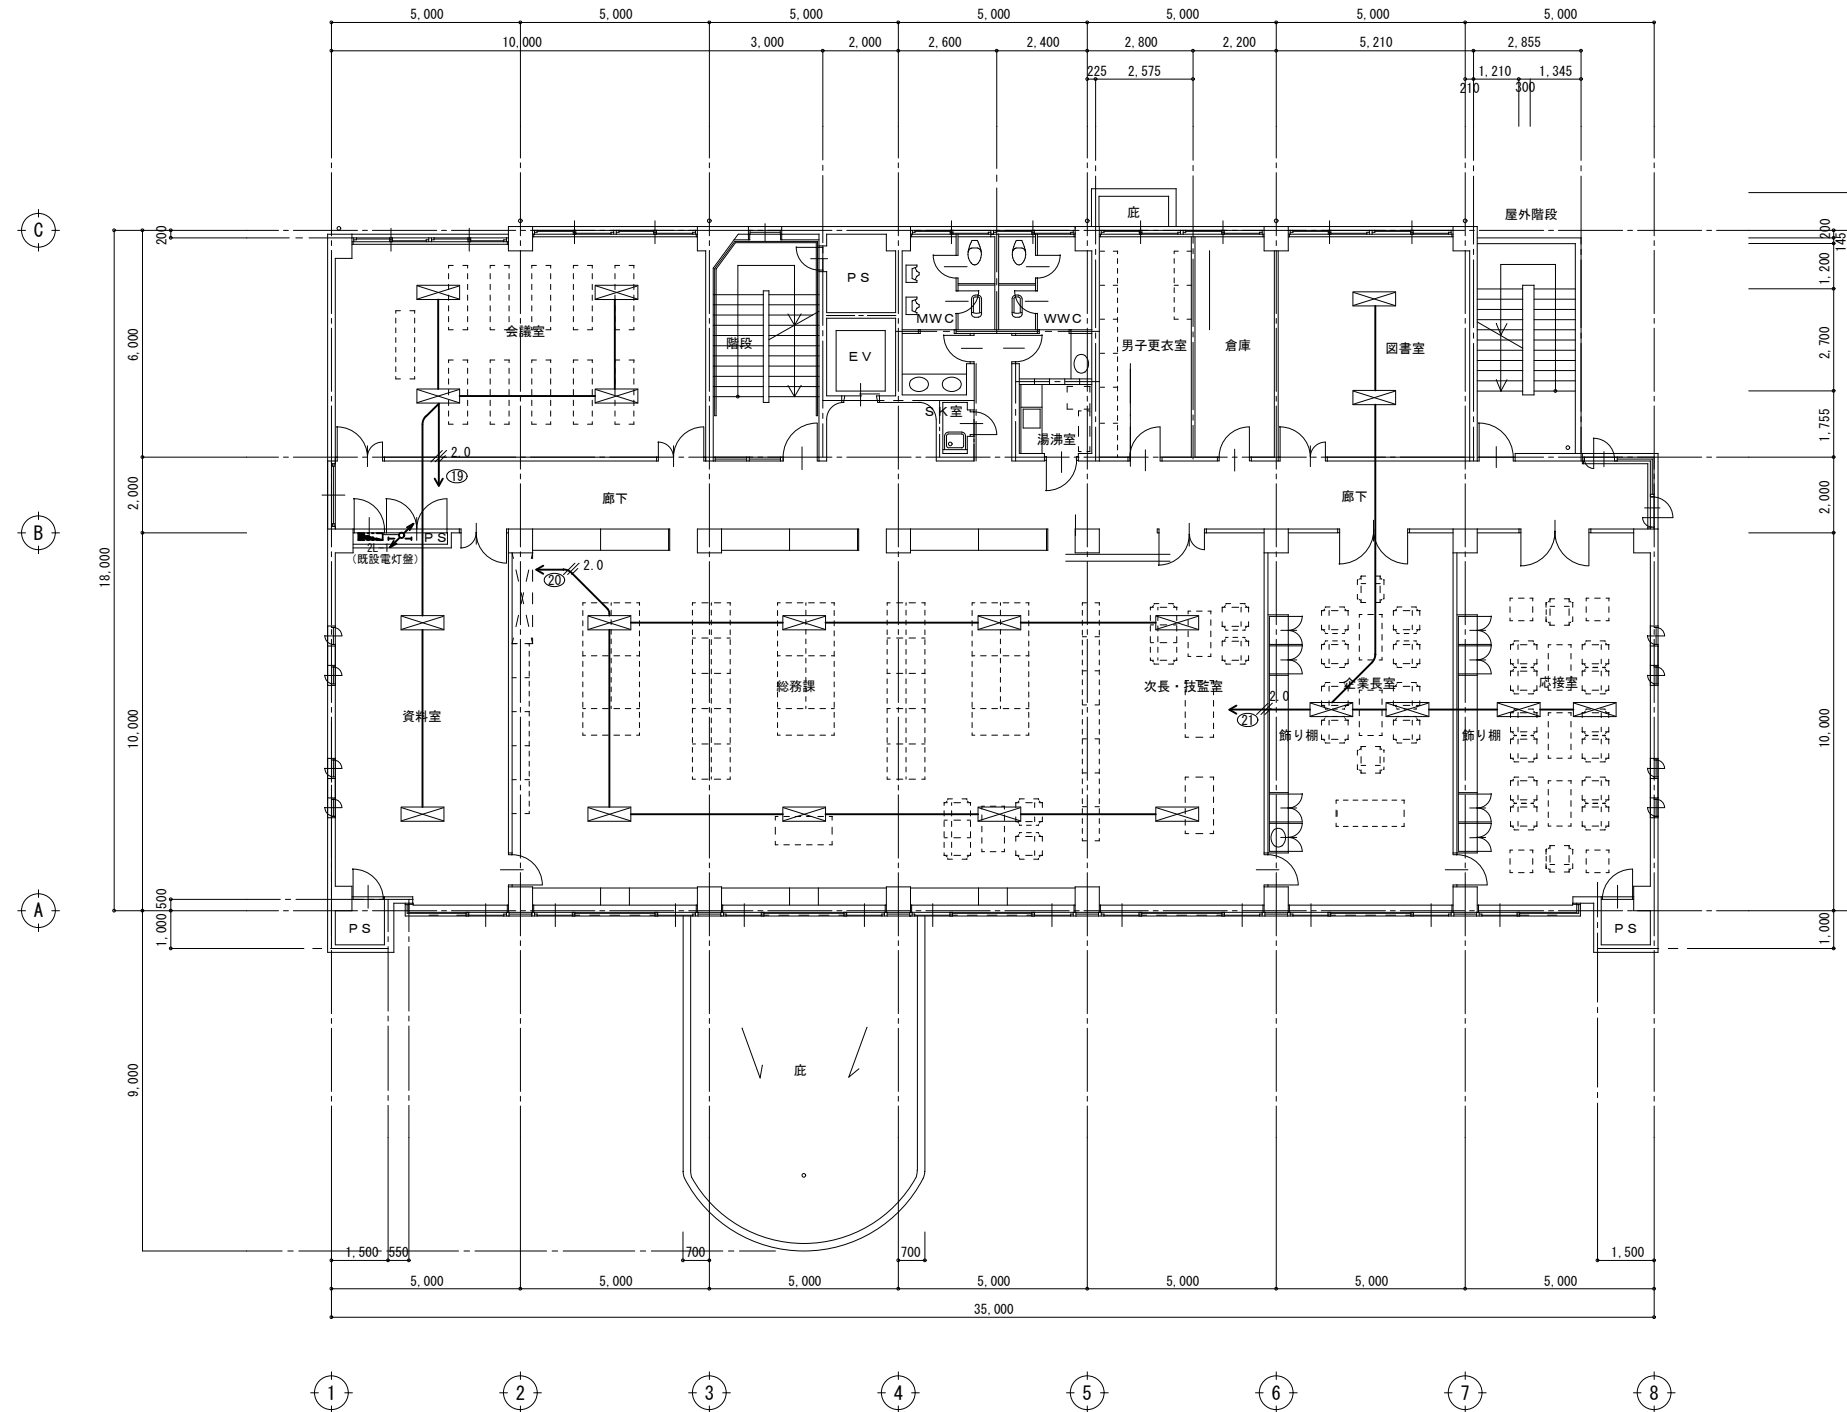 5,000 5,000 5,000 5,000 5,000 5,000 5,000
10,000 3,000 2,000 2,600 2,400 2,800 2,200 5,210 2,855
225 2,575 1,210 1,345
210 300
庇 屋外階段
C
200 200
145
PS
1,200
MWC WWC
会議室 階段 EV 男子更衣室 倉庫 図書室
6,000 2,700
SK室
湯沸室 1,755
2.0
19
廊下 廊下
2,000 2,000
B
PS
2L-1
(既設電灯盤)
18,000
20 2.0
総務課 次長・技監室 企業長室 応接室
2.0
資料室 21
飾り棚 飾り棚
10,000 10,000
500
A
1,000 PS PS 1,000
庇
9,000
1,500 550 700 700 1,500
5,000 5,000 5,000 5,000 5,000 5,000 5,000
35,000
1 2 3 4 5 6 7 8